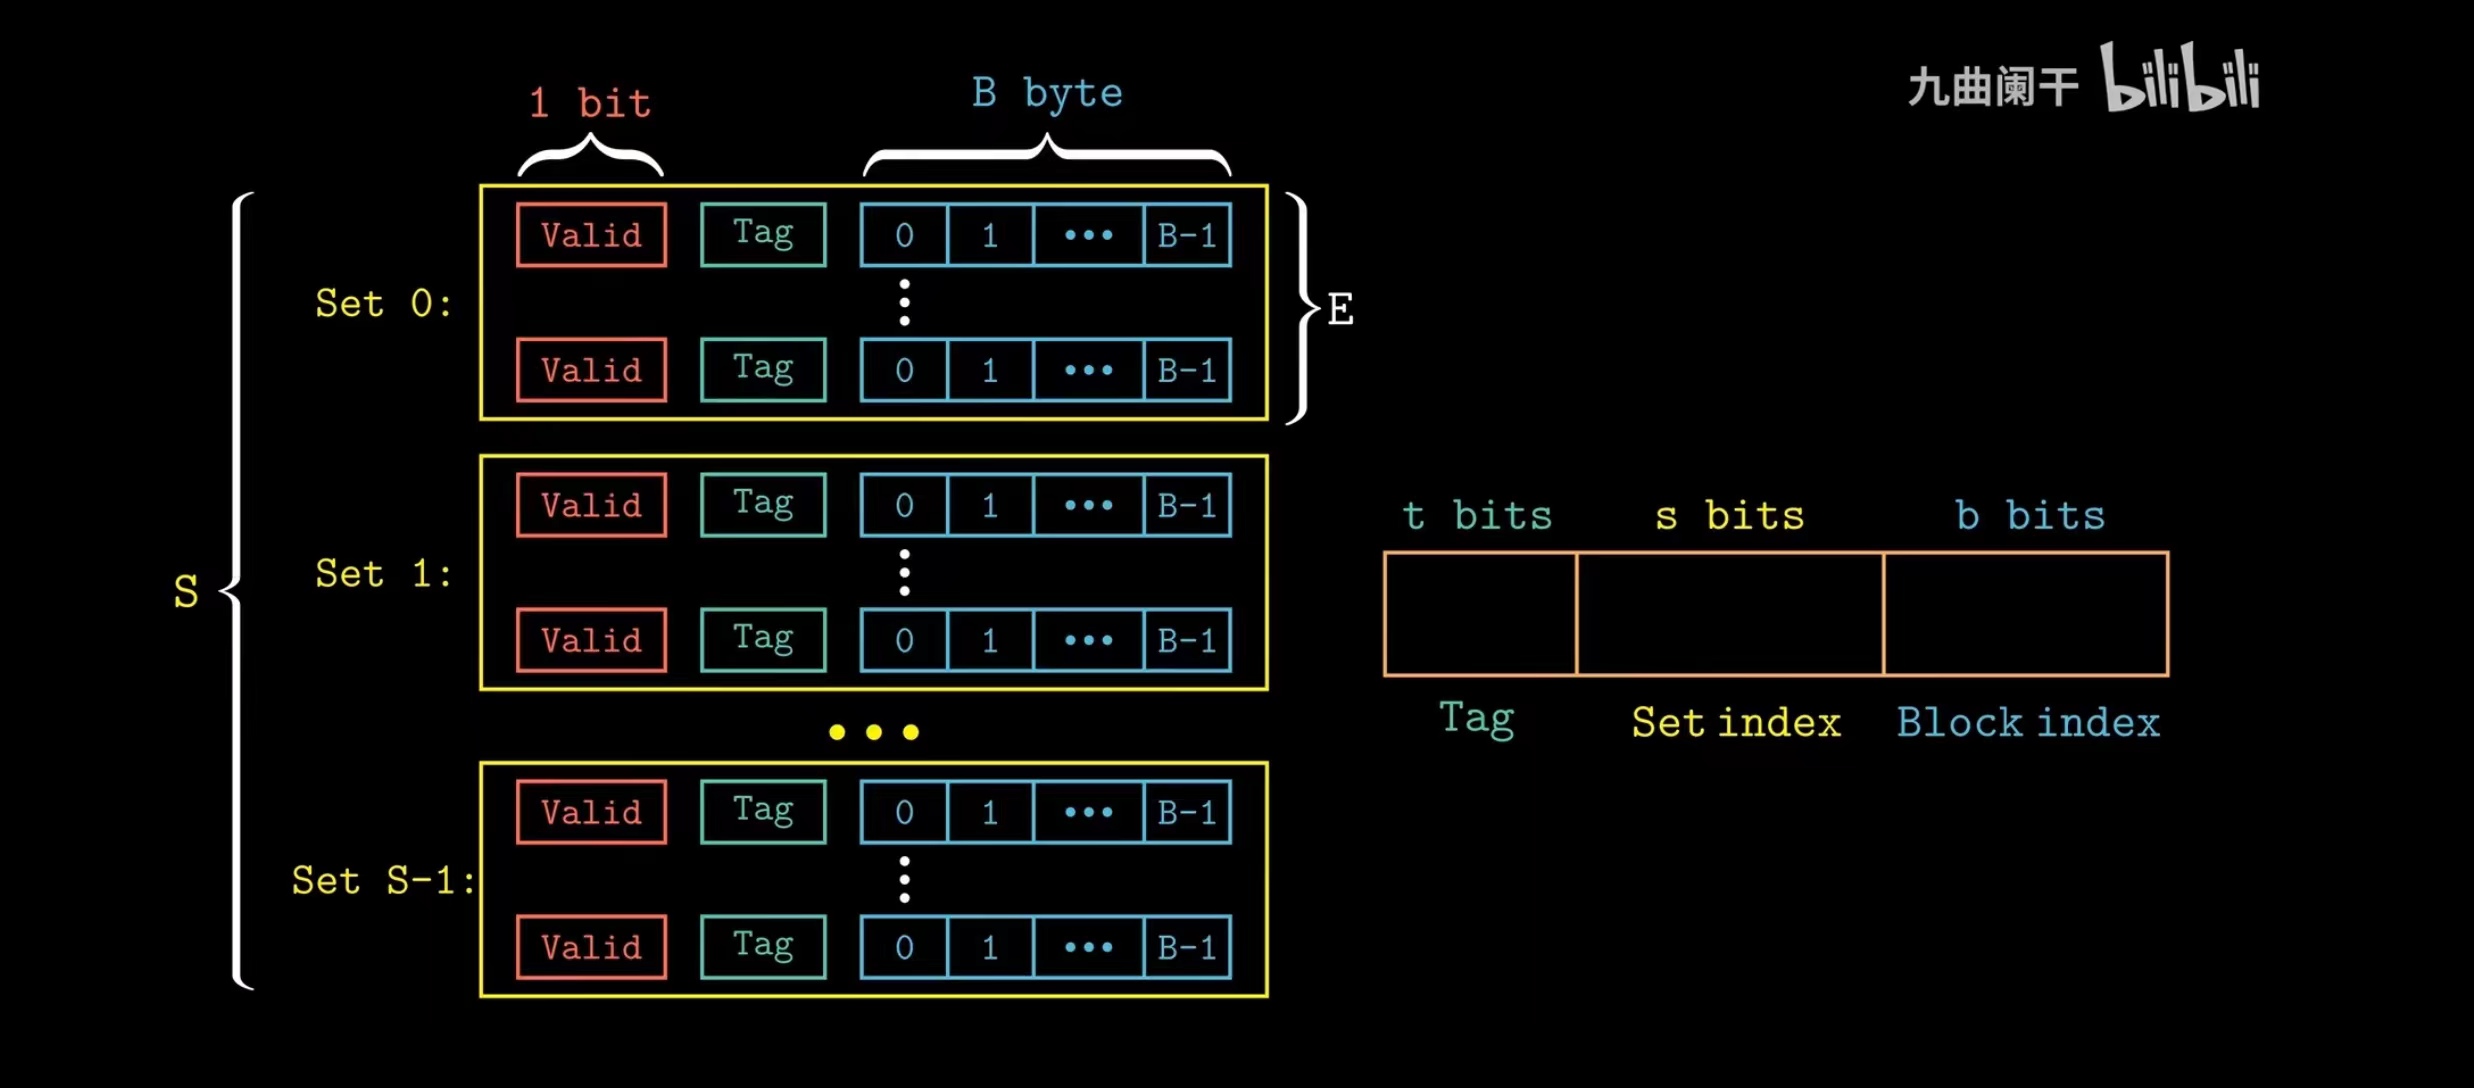 九曲阑干 bilibili
1 bit B byte
Valid Tag 0 1 ••• B-1
Set 0: E
Valid Tag 0 1 ••• B-1
Valid Tag 0 1 ••• B-1
t bits s bits b bits
S Set 1:
Valid Tag 0 1 ••• B-1
Tag Set index Block index
•••
Valid Tag 0 1 ••• B-1
Set S-1:
Valid Tag 0 1 ••• B-1